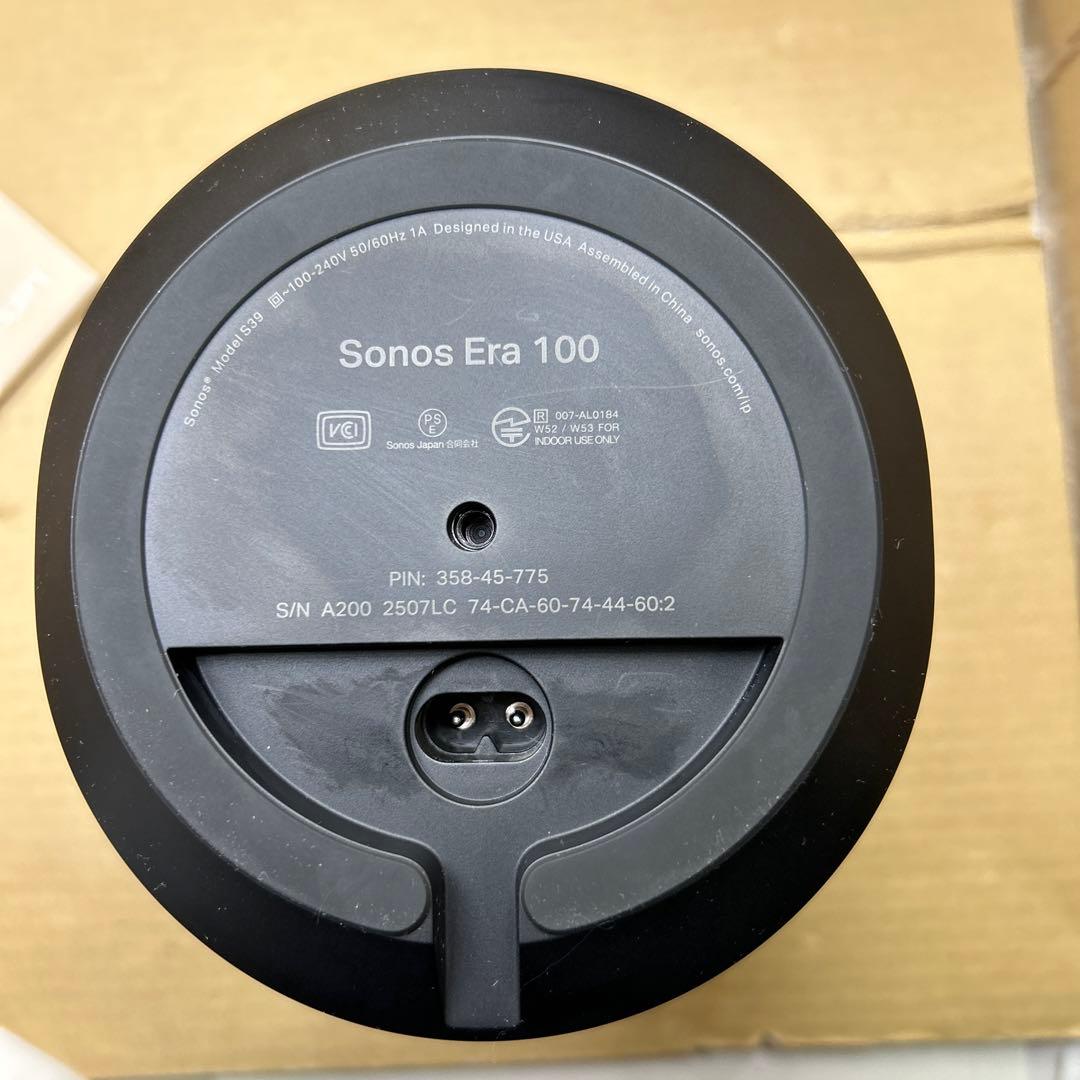 Sonos® Model S39 ~100-240V 50/60Hz 1A Designed in the USA Assembled in China sonos.com/ip
Sonos Era 100
VCI
PS
E
Sonos Japan 合同会社
R 007-AL0184
W52 / W53 FOR
INDOOR USE ONLY
PIN: 358-45-775
S/N A200 2507LC 74-CA-60-74-44-60:2